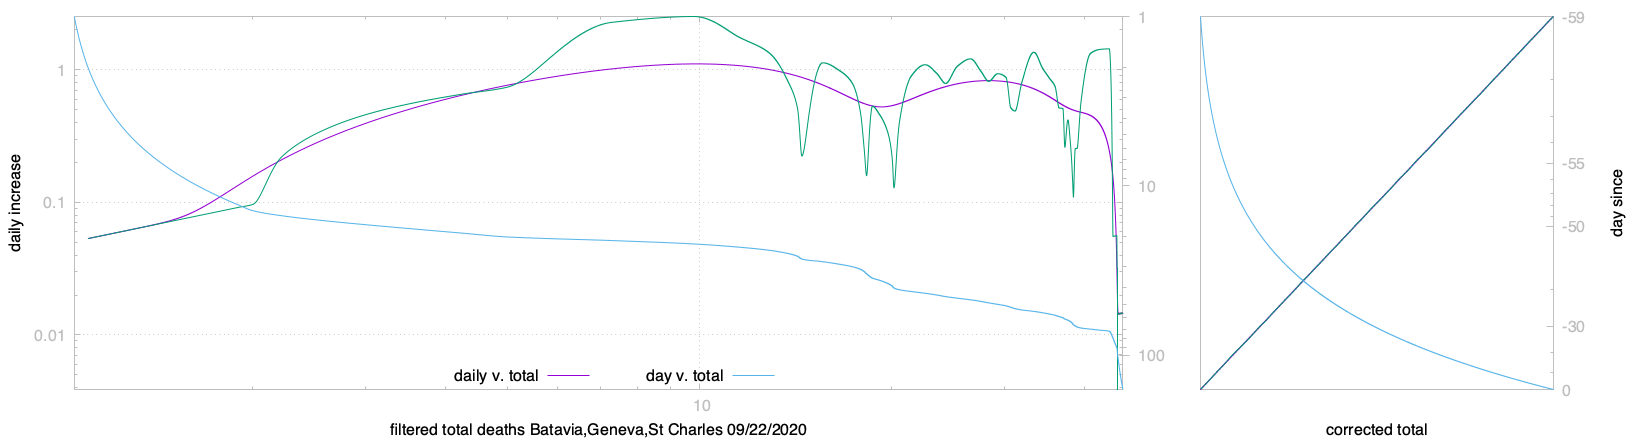 daily increase
1
0.1
0.01
1
10
100
daily v. total
day v. total
10
filtered total deaths Batavia,Geneva,St Charles 09/22/2020
-59
-55
-50
-30
0
day since
corrected total